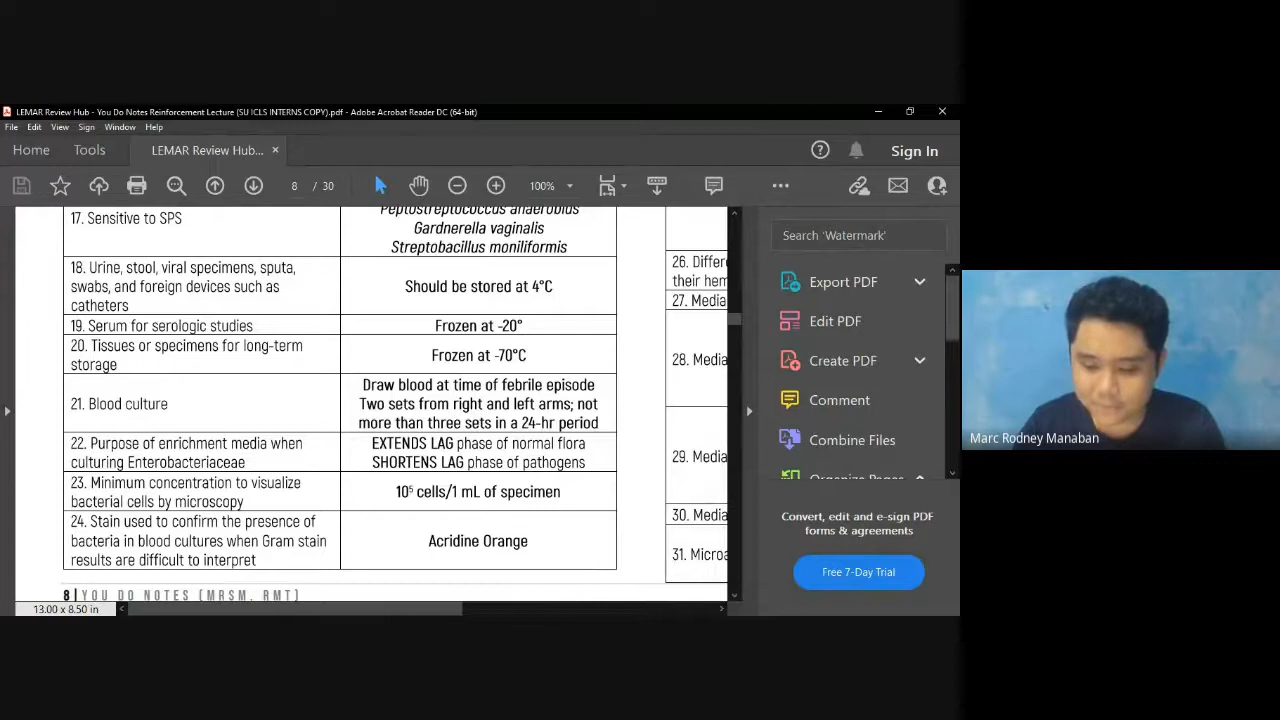 LEMAR Review Hub - You Do Notes Reinforcement Lecture (SU ICLS INTERNS COPY).pdf - Adobe Acrobat Reader DC (64-bit)
File Edit View Sign Window Help
Home Tools LEMAR Review Hub... × Sign In
8 / 30 100%
17. Sensitive to SPS
Peptostreptococcus anaerobius
Gardnerella vaginalis
Streptobacillus moniliformis
18. Urine, stool, viral specimens, sputa,
swabs, and foreign devices such as
catheters
Should be stored at 4°C
19. Serum for serologic studies
Frozen at -20°
20. Tissues or specimens for long-term
storage
Frozen at -70°C
21. Blood culture
Draw blood at time of febrile episode
Two sets from right and left arms; not
more than three sets in a 24-hr period
22. Purpose of enrichment media when
culturing Enterobacteriaceae
EXTENDS LAG phase of normal flora
SHORTENS LAG phase of pathogens
23. Minimum concentration to visualize
bacterial cells by microscopy
10⁵ cells/1 mL of specimen
24. Stain used to confirm the presence of
bacteria in blood cultures when Gram stain
results are difficult to interpret
Acridine Orange
8 | YOU DO NOTES (MRSM, RMT)
13.00 x 8.50 in
26. Differe
their hem
27. Media
28. Media
29. Media
30. Media
31. Microa
Search 'Watermark'
Export PDF
Edit PDF
Create PDF
Comment
Combine Files
Organize Pages
Convert, edit and e-sign PDF
forms & agreements
Free 7-Day Trial
Marc Rodney Manaban